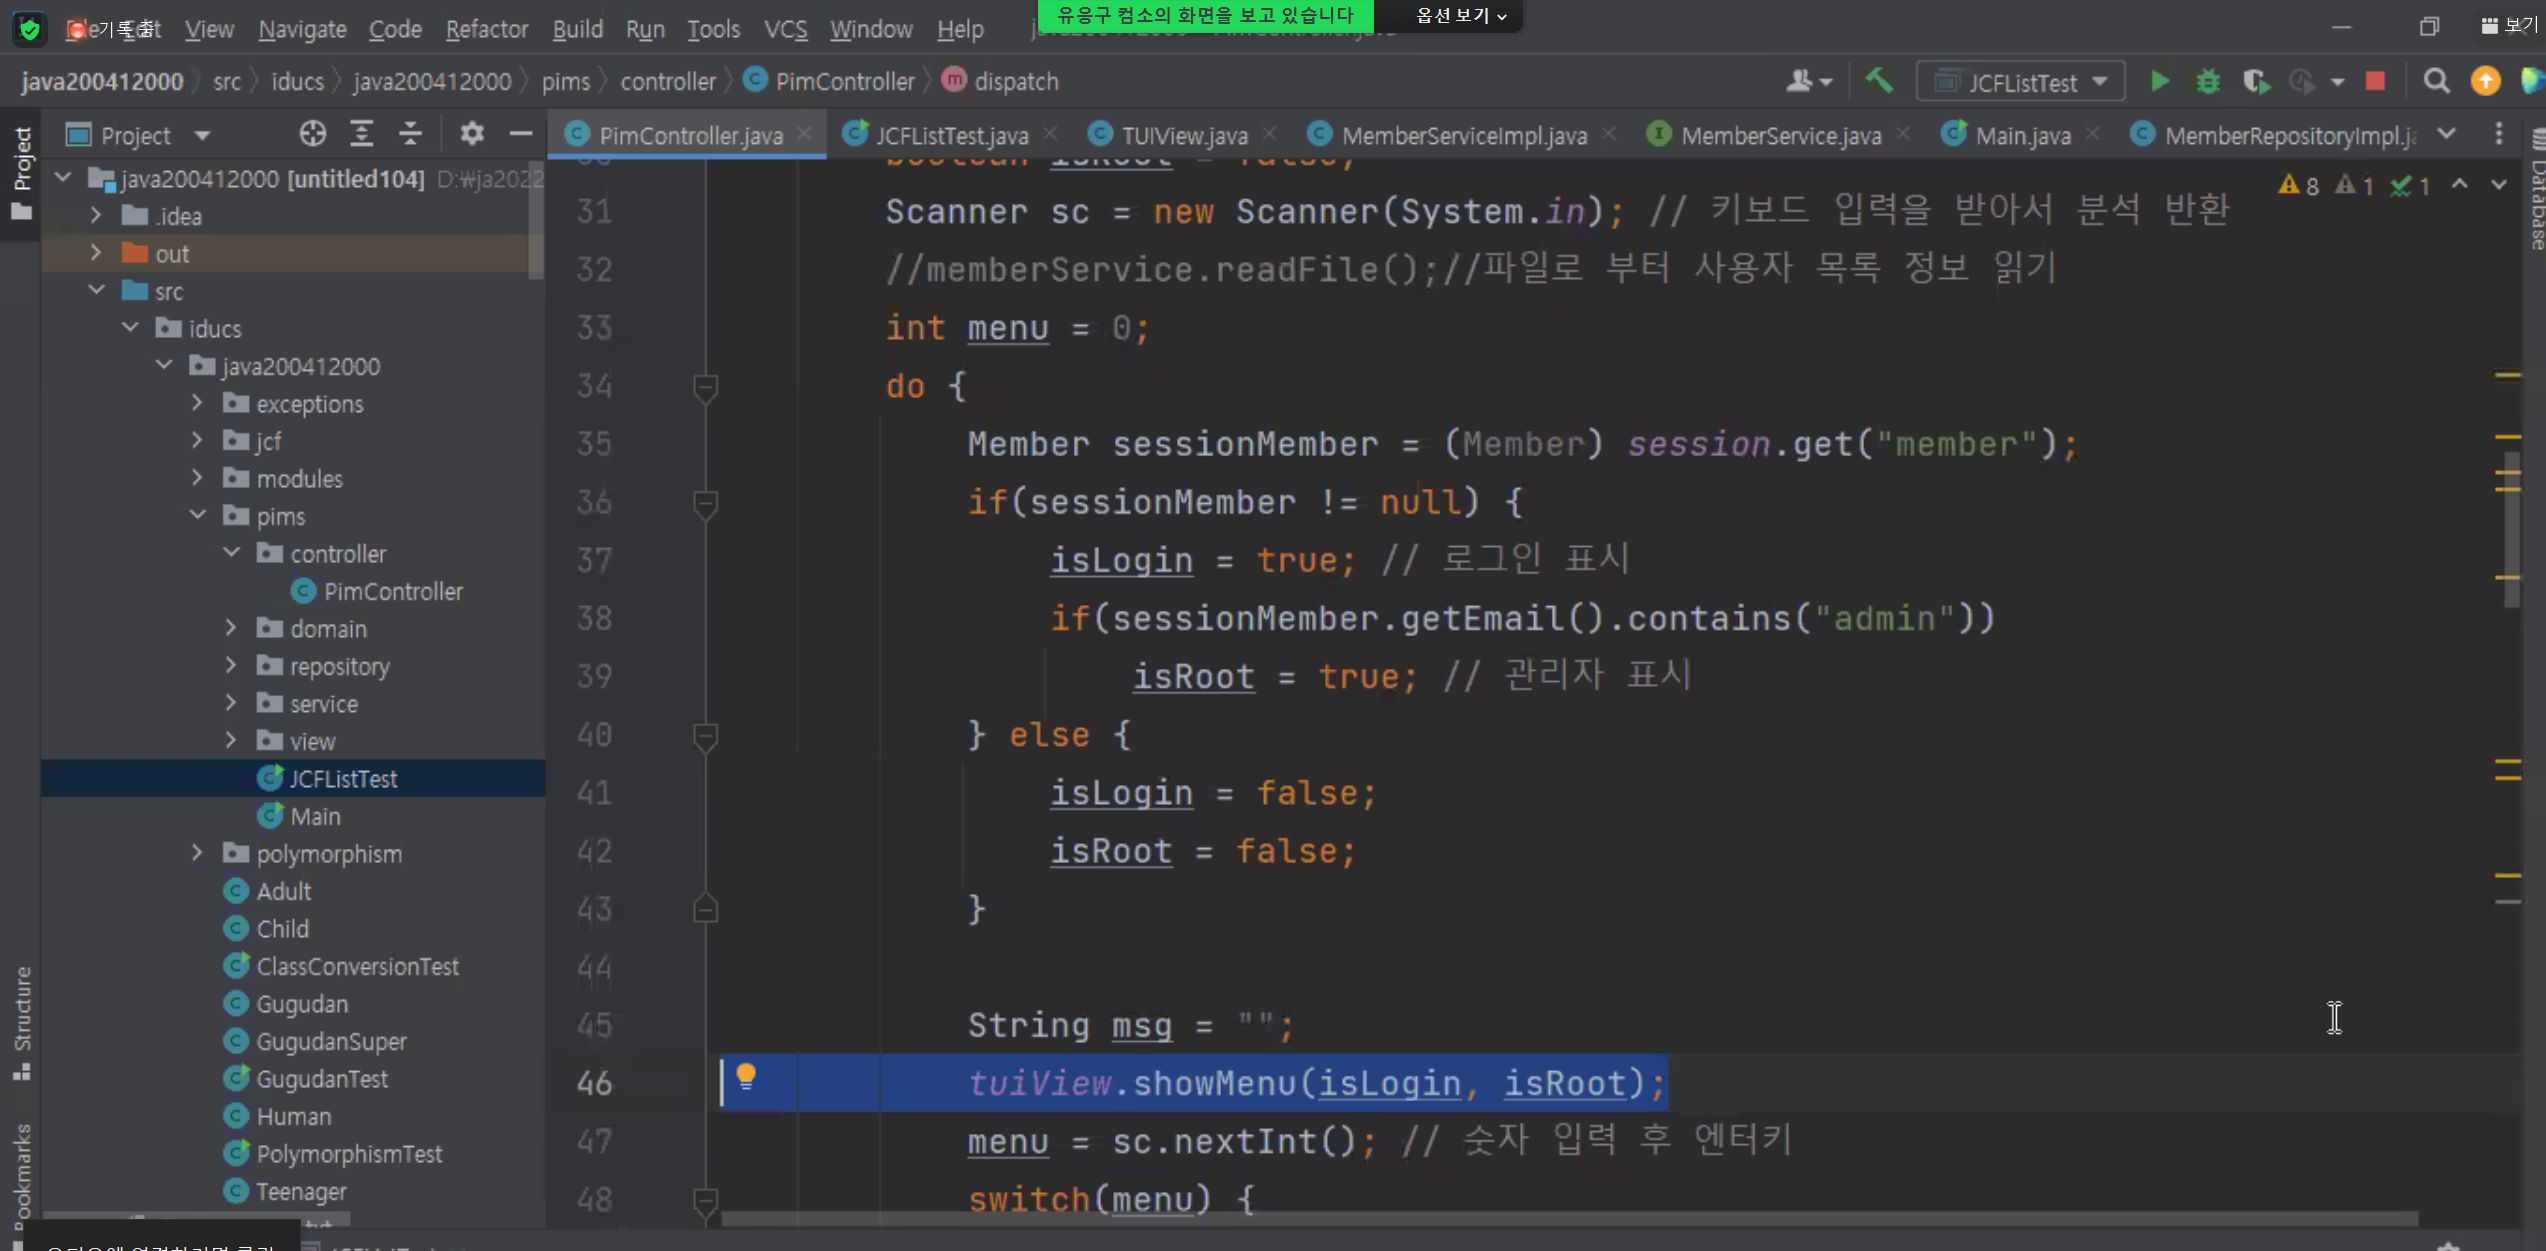 유응구 컴소의 화면을 보고 있습니다 옵션 보기
기록 중 View Navigate Code Refactor Build Run Tools VCS Window Help 보기
java200412000 src iducs java200412000 pims controller PimController dispatch JCFListTest
Project PimController.java JCFListTest.java TUIView.java MemberServiceImpl.java MemberService.java Main.java MemberRepositoryImpl.j
Project
Structure
Bookmarks
Database
java200412000 [untitled104] D:₩ja2022
.idea
out
src
iducs
java200412000
exceptions
jcf
modules
pims
controller
PimController
domain
repository
service
view
JCFListTest
Main
polymorphism
Adult
Child
ClassConversionTest
Gugudan
GugudanSuper
GugudanTest
Human
PolymorphismTest
Teenager
8 1 1
boolean isRoot = false;
31 Scanner sc = new Scanner(System.in); // 키보드 입력을 받아서 분석 반환
32 //memberService.readFile();//파일로 부터 사용자 목록 정보 읽기
33 int menu = 0;
34 do {
35 Member sessionMember = (Member) session.get("member");
36 if(sessionMember != null) {
37 isLogin = true; // 로그인 표시
38 if(sessionMember.getEmail().contains("admin"))
39 isRoot = true; // 관리자 표시
40 } else {
41 isLogin = false;
42 isRoot = false;
43 }
44
45 String msg = "";
46 tuiView.showMenu(isLogin, isRoot);
47 menu = sc.nextInt(); // 숫자 입력 후 엔터키
48 switch(menu) {